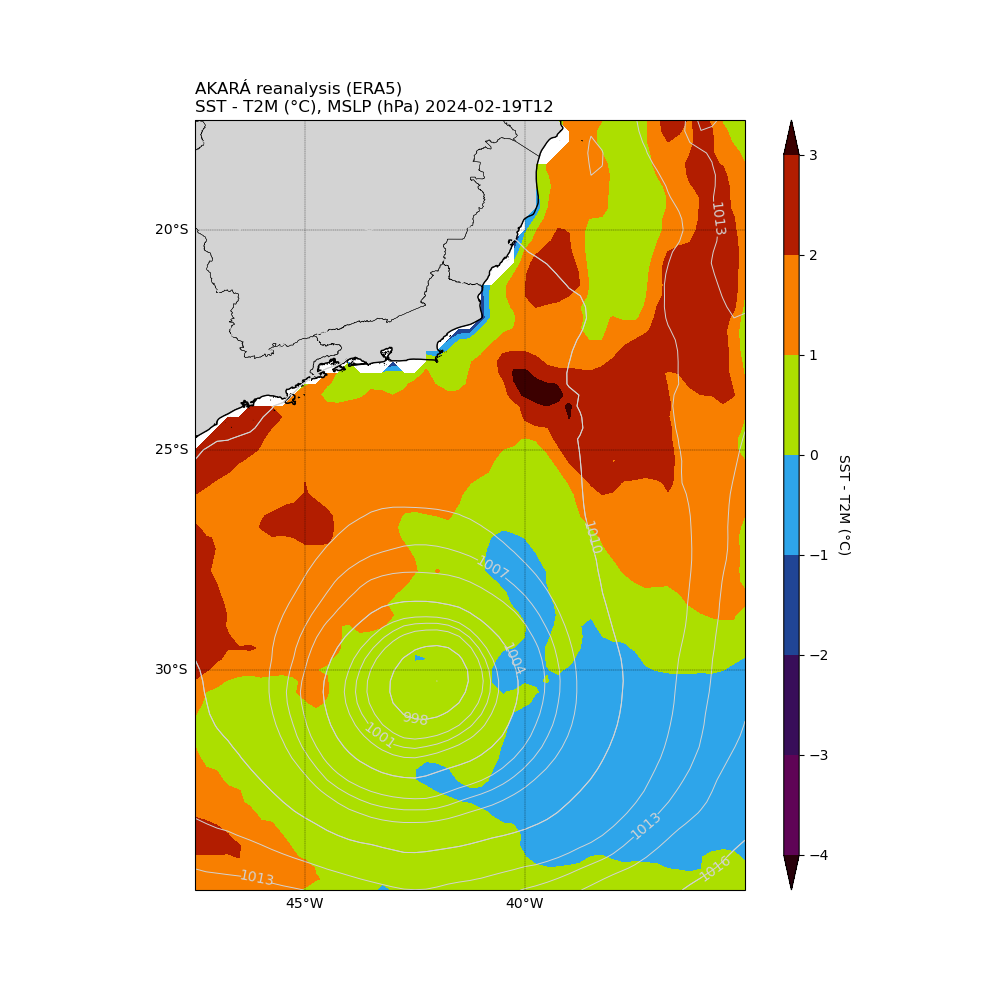 AKARÁ reanalysis (ERA5)
SST - T2M (°C), MSLP (hPa) 2024-02-19T12
3
2
1
0
−1
−2
−3
−4
SST - T2M (°C)
20°S
25°S
30°S
45°W
40°W
1013
1010
1007
1004
998
1001
1013
1016
1013